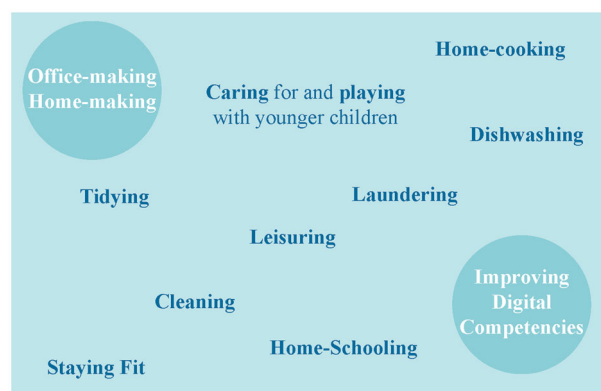 Home-cooking
Office-making
Home-making
Caring for and playing
with younger children
Dishwashing
Tidying
Laundering
Leisuring
Improving
Digital
Competencies
Cleaning
Home-Schooling
Staying Fit